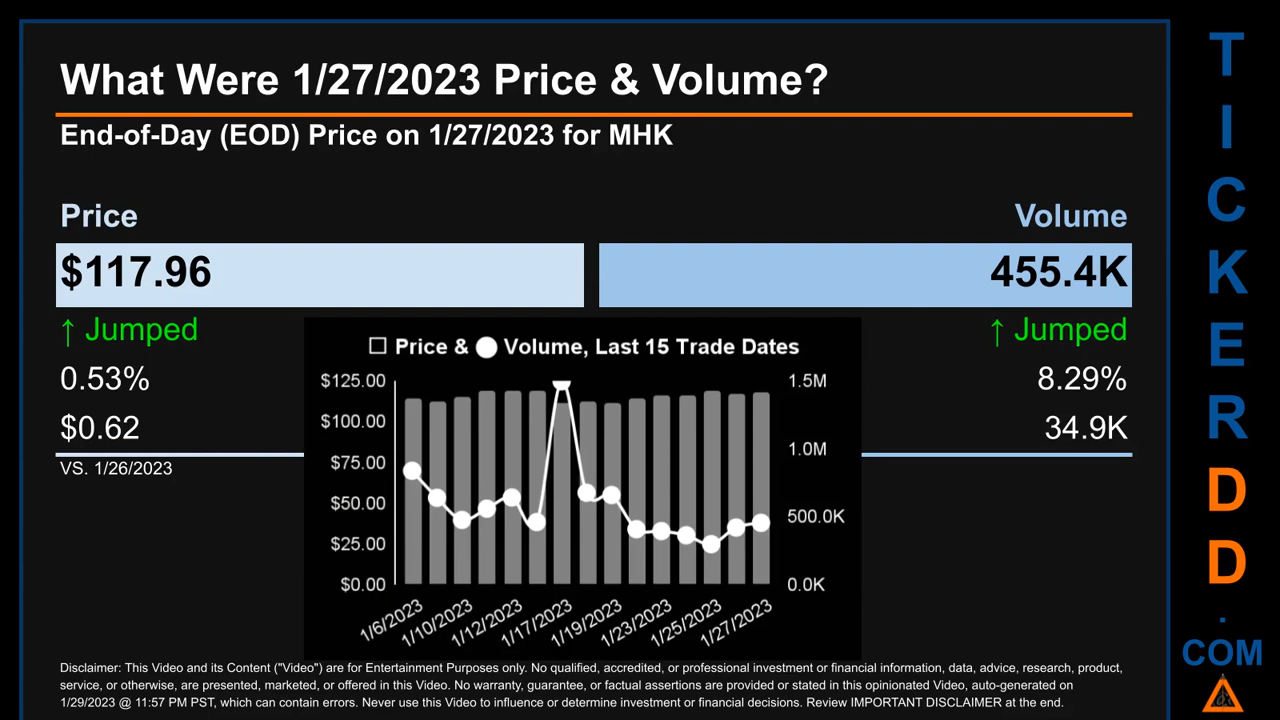 What Were 1/27/2023 Price & Volume?
End-of-Day (EOD) Price on 1/27/2023 for MHK
Price
Volume
$117.96
455.4K
↑ Jumped
↑ Jumped
0.53%
8.29%
$0.62
34.9K
VS. 1/26/2023
Price & Volume, Last 15 Trade Dates
$125.00
$100.00
$75.00
$50.00
$25.00
$0.00
1.5M
1.0M
500.0K
0.0K
1/6/2023
1/10/2023
1/12/2023
1/17/2023
1/19/2023
1/23/2023
1/25/2023
1/27/2023
Disclaimer: This Video and its Content ("Video") are for Entertainment Purposes only. No qualified, accredited, or professional investment or financial information, data, advice, research, product,
service, or otherwise, are presented, marketed, or offered in this Video. No warranty, guarantee, or factual assertions are provided or stated in this opinionated Video, auto-generated on
1/29/2023 @ 11:57 PM PST, which can contain errors. Never use this Video to influence or determine investment or financial decisions. Review IMPORTANT DISCLAIMER at the end.
T
I
C
K
E
R
D
D
.
COM